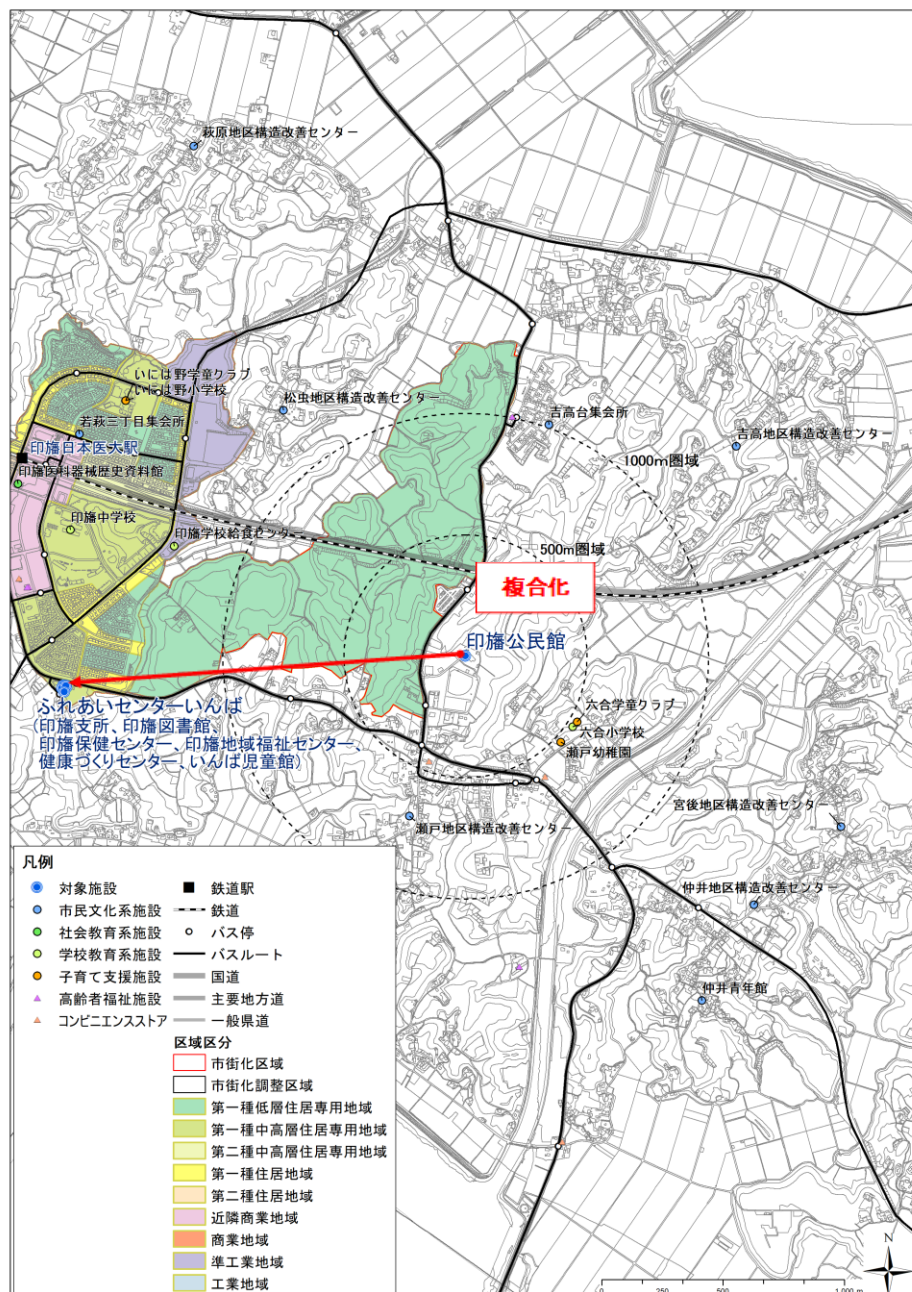 萩原地区構造改善センター
いには野学童クラブ
いには野小学校
松虫地区構造改善センター
若萩三丁目集会所
吉高台集会所
吉高地区構造改善センター
印旛日本医大駅
1000m圏域
印旛医科器械歴史資料館
印旛中学校
印旛学校給食センター
500m圏域
複合化
印旛公民館
ふれあいセンターいんば
(印旛支所、印旛図書館、
印旛保健センター、印旛地域福祉センター、
健康づくりセンター、いんば児童館)
六合学童クラブ
六合小学校
瀬戸幼稚園
宮後地区構造改善センター
瀬戸地区構造改善センター
仲井地区構造改善センター
仲井青年館
凡例
対象施設
市民文化系施設
社会教育系施設
学校教育系施設
子育て支援施設
高齢者福祉施設
コンビニエンスストア
鉄道駅
鉄道
バス停
バスルート
国道
主要地方道
一般県道
区域区分
市街化区域
市街化調整区域
第一種低層住居専用地域
第一種中高層住居専用地域
第二種中高層住居専用地域
第一種住居地域
第二種住居地域
近隣商業地域
商業地域
準工業地域
工業地域
N
0 250 500 1,000 m